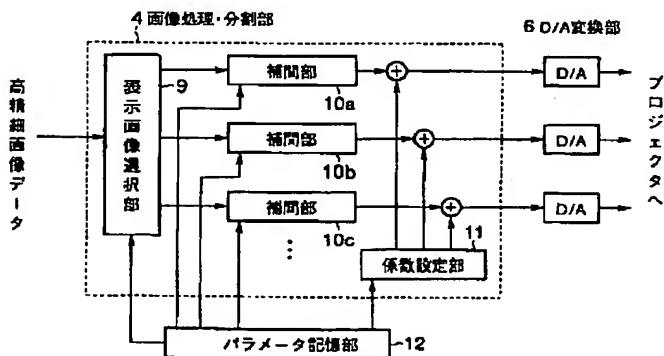 4 画像処理・分割部
6 D/A変換部
高精細画像データ
表示画像選択部
9
補間部
10a
補間部
10b
補間部
10c
⋮
D/A
D/A
D/A
プロジェクタへ
11
係数設定部
パラメータ記憶部
12